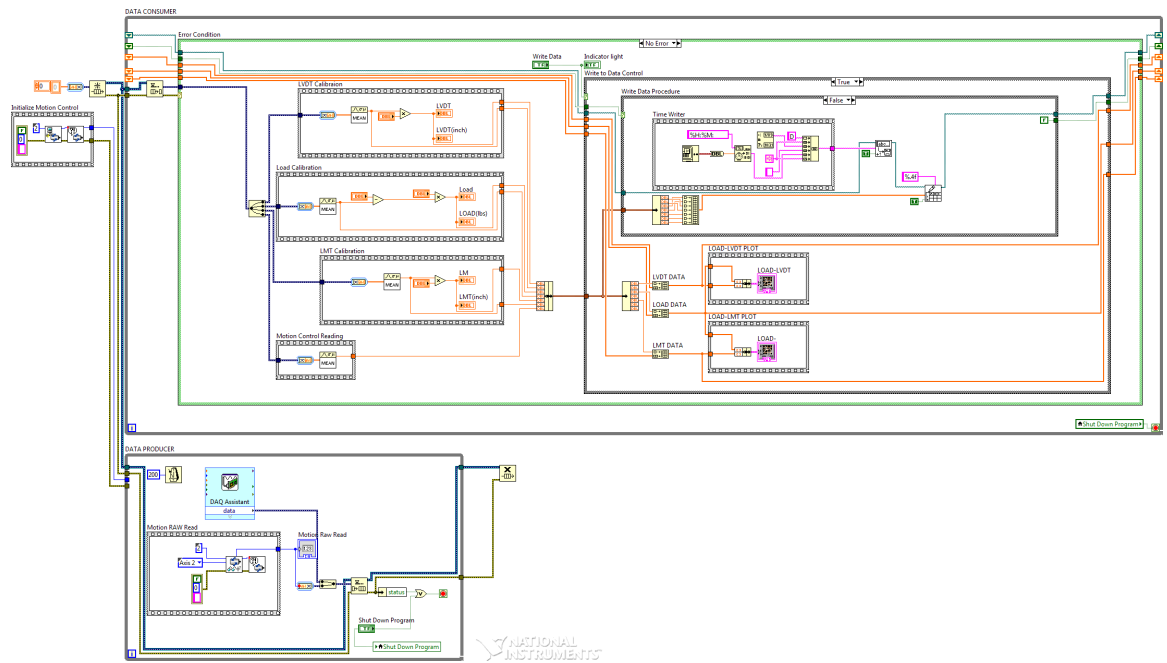 DATA CONSUMER
Error Condition
No Error
Write Data
Indicator light
Write to Data Control
True
LVDT Calibraion
Write Data Procedure
False
LVDT
LVDT(inch)
MEAN
Time Writer
%H:%M:
Initialize Motion Control
Load Calibration
Load
LOAD(lbs)
MEAN
%.4f
LMT Calibration
LM
LMT(inch)
MEAN
LOAD-LVDT PLOT
LOAD-LVDT
LVDT DATA
LOAD DATA
LOAD-LMT PLOT
LOAD-
LMT DATA
Motion Control Reading
MEAN
Shut Down Program
i
DATA PRODUCER
200
DAQ Assistant
data
Motion RAW Read
Motion Raw Read
Axis 2
status
Shut Down Program
Shut Down Program
i
NATIONAL
INSTRUMENTS